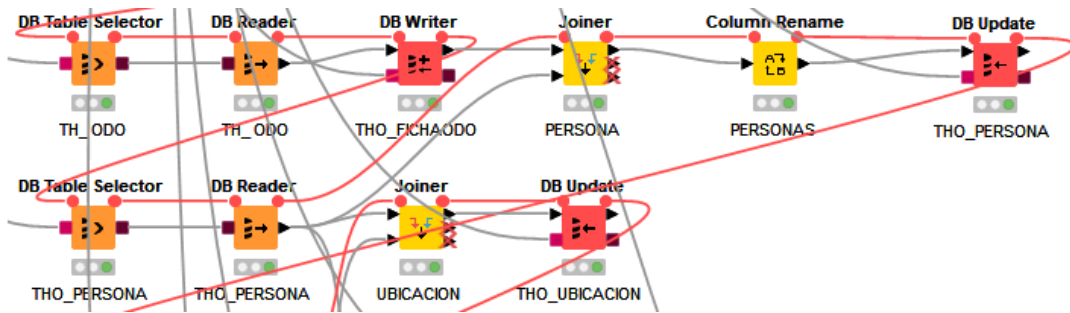 DB Table Selector DB Reader DB Writer Joiner Column Rename DB Update
TH_ODO TH_ODO THO_FICHAODO PERSONA PERSONAS THO_PERSONA
DB Table Selector DB Reader Joiner DB Update
THO_PERSONA THO_PERSONA UBICACION THO_UBICACION